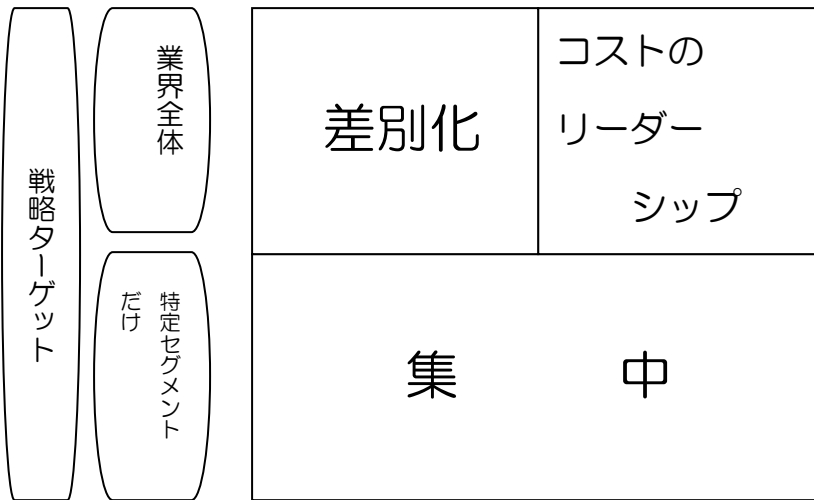 戦略ターゲット
業界全体
差別化
コストの
リーダー
シップ
特定セグメント
だけ
集中